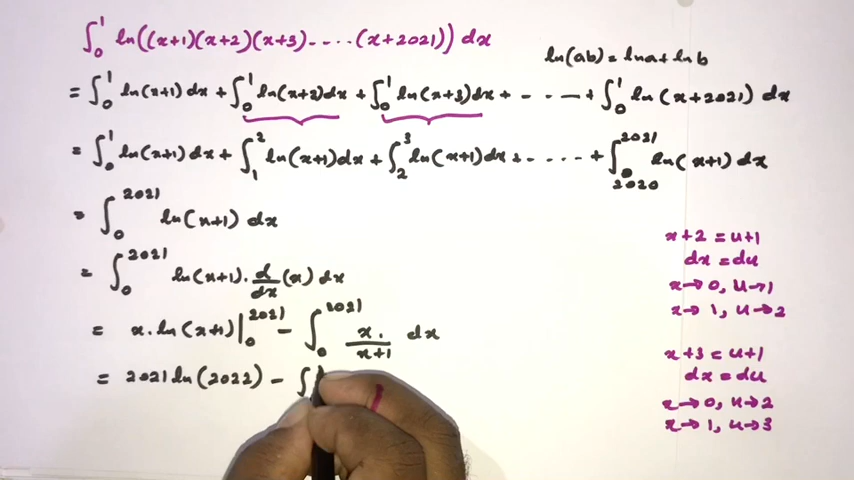 ∫₀¹ ln((x+1)(x+2)(x+3)-....(x+2021)) dx
ln(ab) = lna + lnb
= ∫₀¹ ln(x+1) dx + ∫₀¹ ln(x+2)dx + ∫₀¹ ln(x+3)dx + - .. — + ∫₀¹ ln(x+2021) dx
= ∫₀¹ ln(x+1)dx + ∫₁² ln(x+1)dx + ∫₂³ ln(x+1)dx + - .... + ∫₂₀₂₀²⁰²¹ ln(x+1) dx
= ∫₀²⁰²¹ ln(x+1) dx
= ∫₀²⁰²¹ ln(x+1) . d/dx (x) dx
= x . ln(x+1)|₀²⁰²¹ - ∫₀²⁰²¹ x. / x+1 dx
= 2021 ln(2022) - ∫
x+2 = u+1
dx = du
x→0, u→1
x→1, u→2
x+3 = u+1
dx = du
x→0, u→2
x→1, u→3